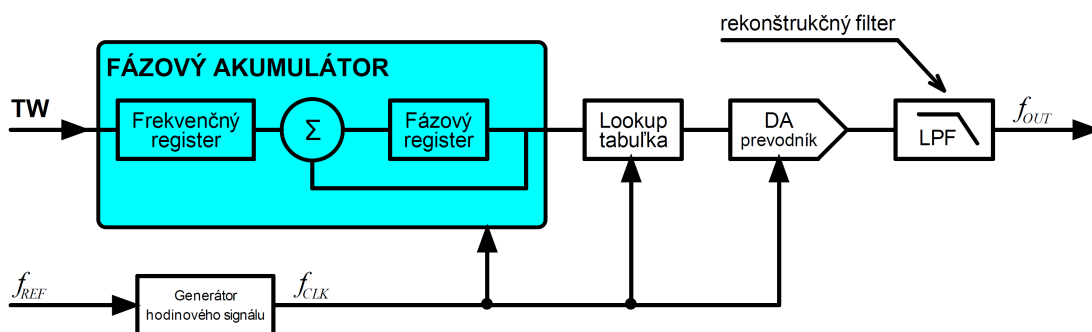 rekonštrukčný filter
FÁZOVÝ AKUMULÁTOR
TW
Frekvenčný
register
Σ
Fázový
register
Lookup
tabuľka
DA
prevodník
LPF
fOUT
fREF
Generátor
hodinového signálu
fCLK